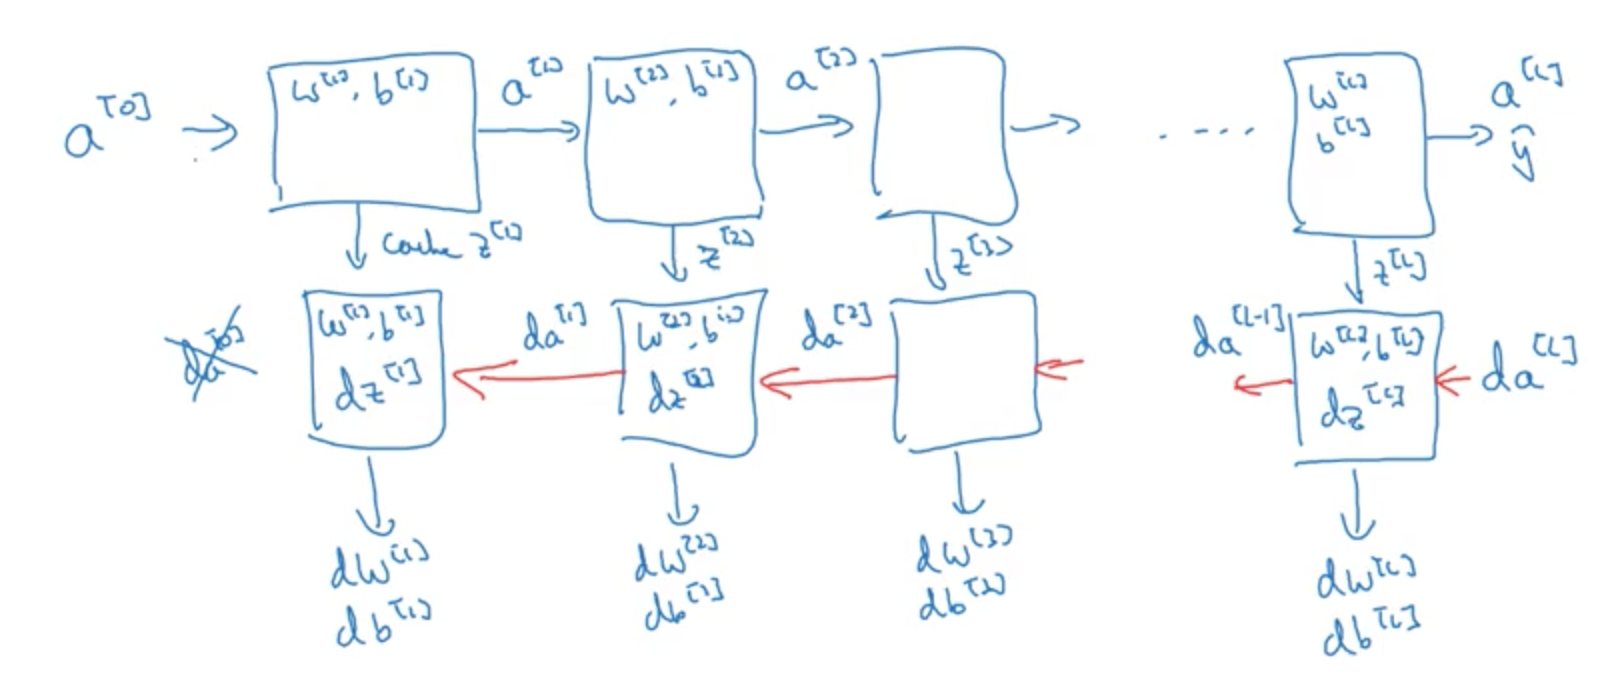 a^[0] → w^[1], b^[1] a^[1] w^[2], b^[2] a^[2] .... w^[L] a^[L]
b^[L] ŷ
cache z^[1] z^[2] z^[3] z^[L]
da^[0] w^[1], b^[1] da^[1] w^[2], b^[2] da^[2] da^[L-1] w^[L], b^[L] da^[L]
dz^[1] dz^[2] dz^[L]
dw^[1] dw^[2] dw^[3] dw^[L]
db^[1] db^[2] db^[3] db^[L]